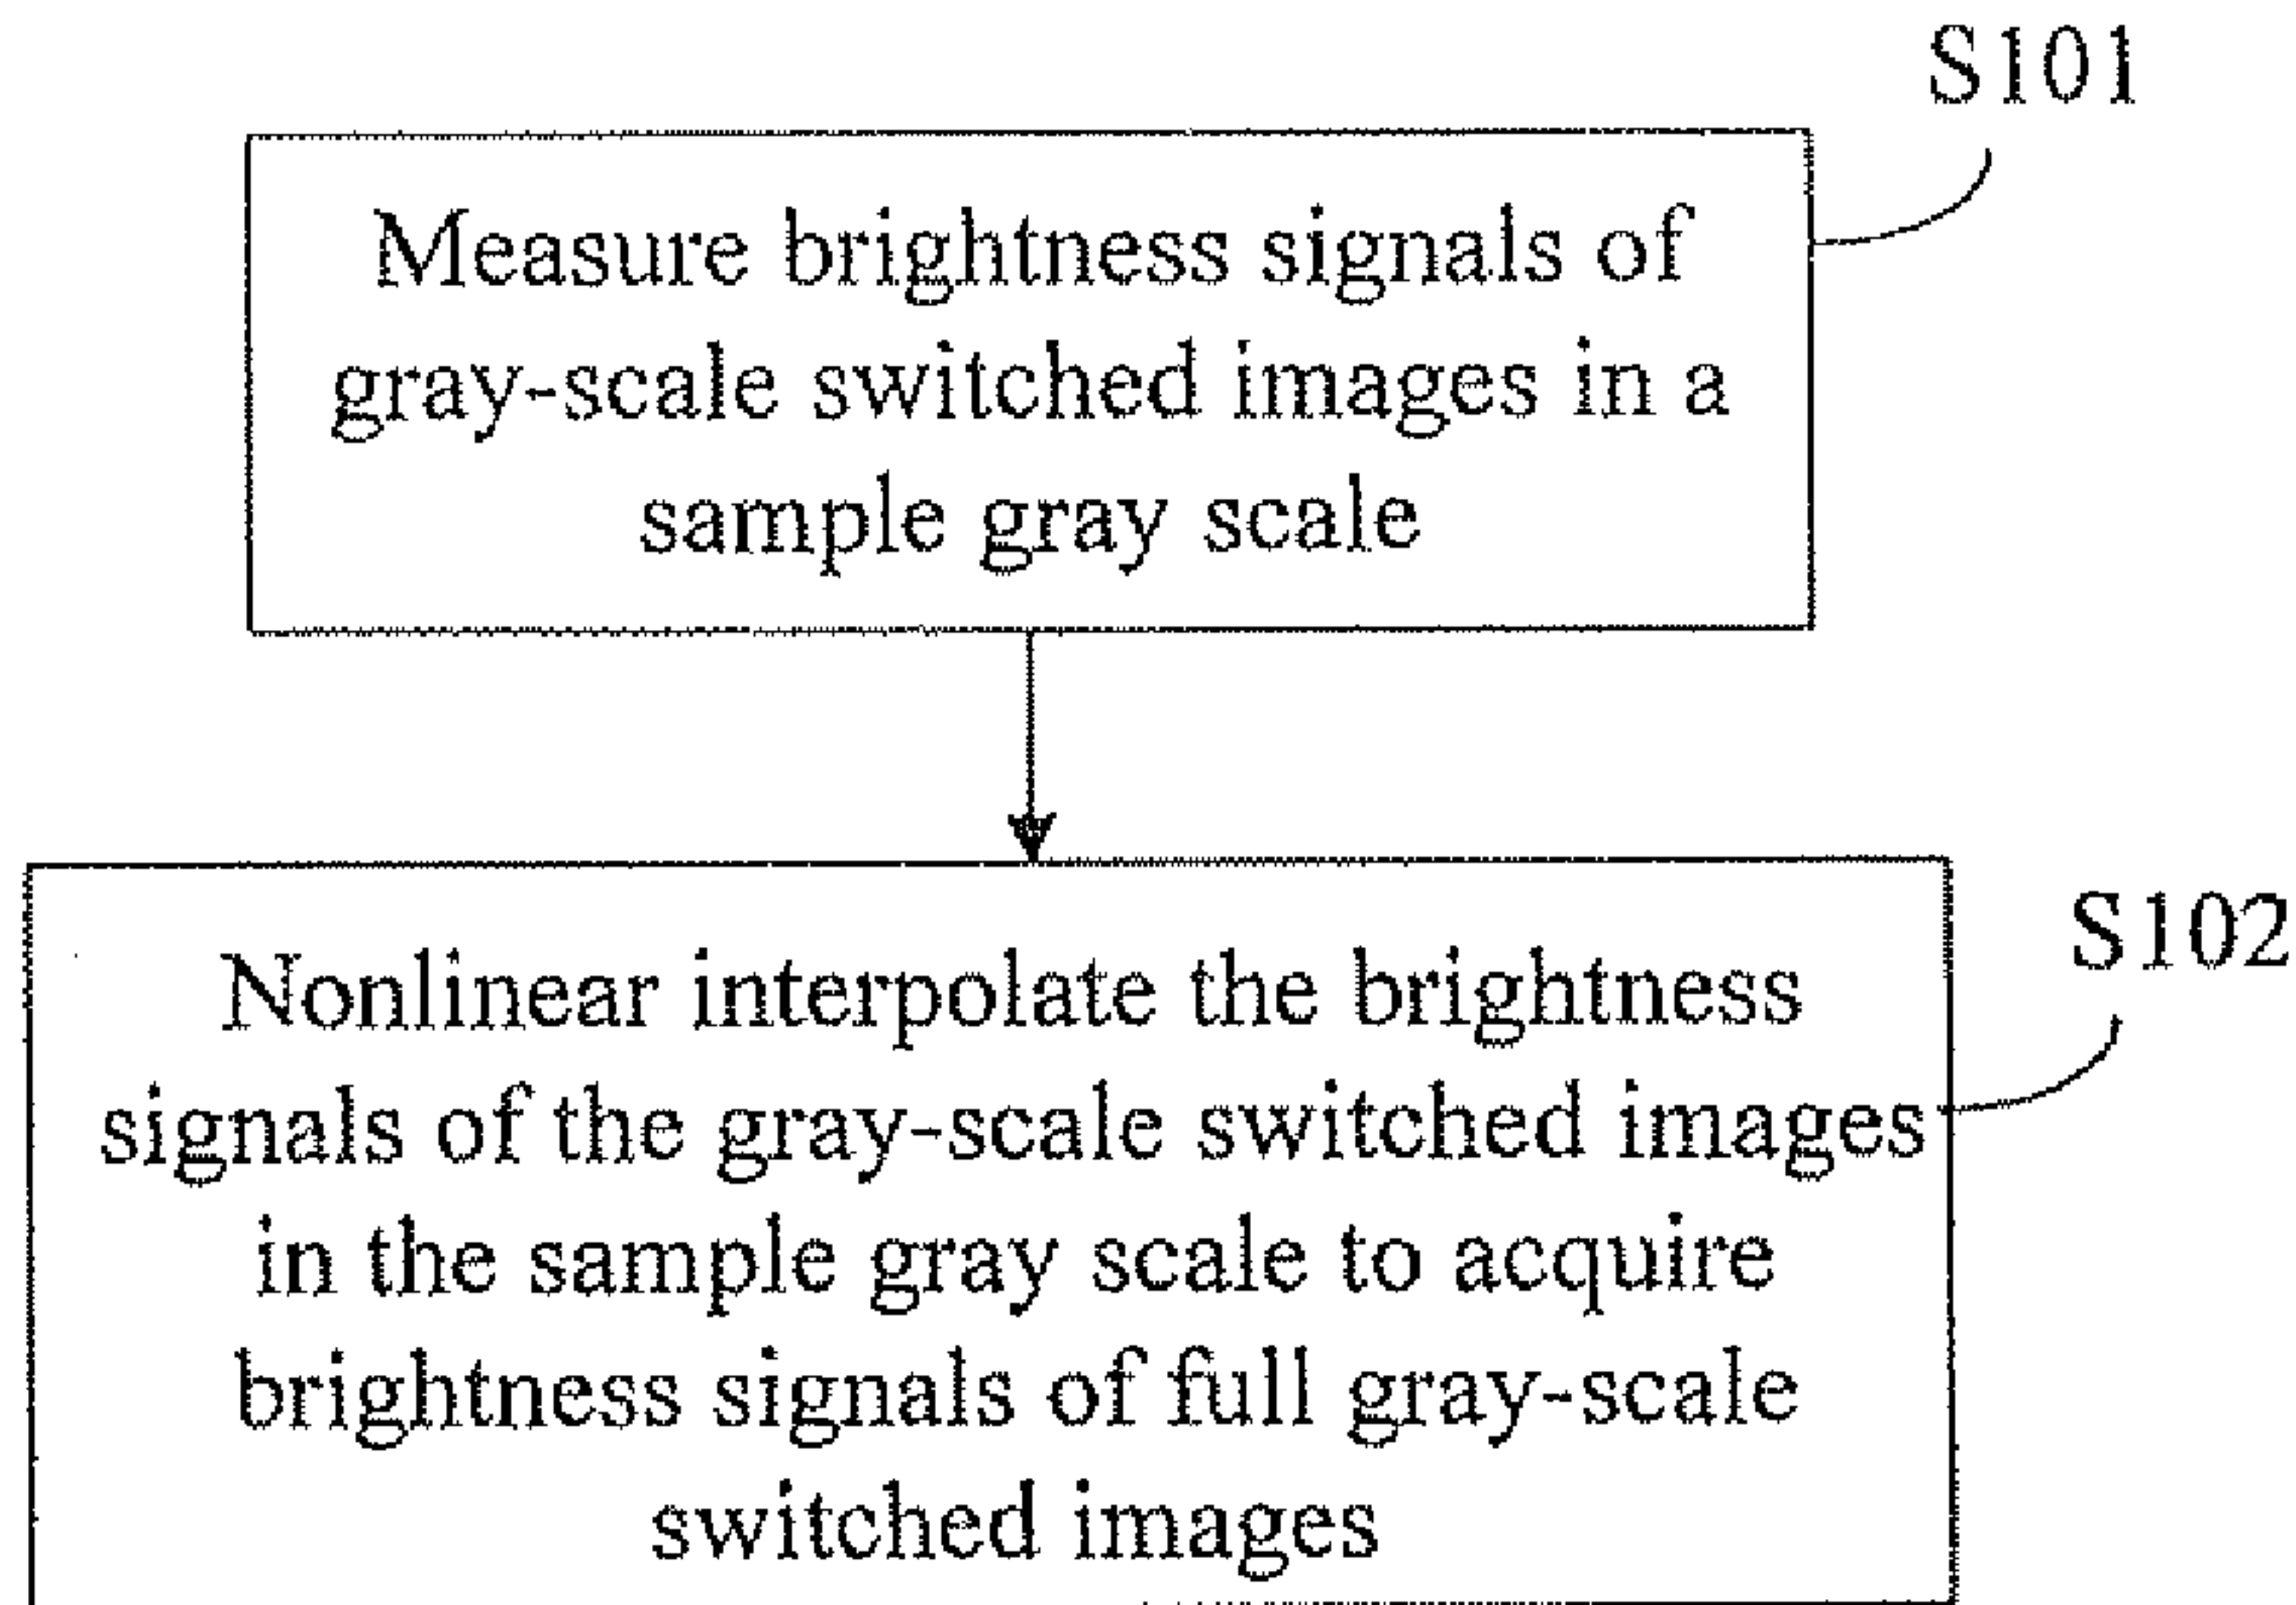 S101
Measure brightness signals of
gray-scale switched images in a
sample gray scale
S102
Nonlinear interpolate the brightness
signals of the gray-scale switched images
in the sample gray scale to acquire
brightness signals of full gray-scale
switched images